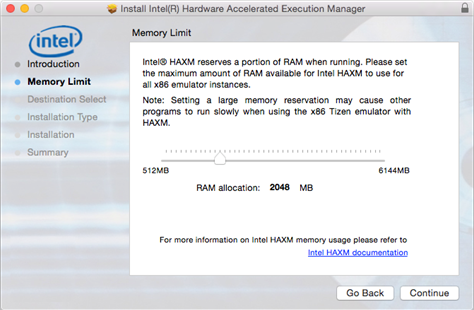 Install Intel(R) Hardware Accelerated Execution Manager
intel
Introduction
Memory Limit
Destination Select
Installation Type
Installation
Summary
Memory Limit
Intel® HAXM reserves a portion of RAM when running. Please set
the maximum amount of RAM available for Intel HAXM to use for
all x86 emulator instances.
Note: Setting a large memory reservation may cause other
programs to run slowly when using the x86 Tizen emulator with
HAXM.
512MB 6144MB
RAM allocation: 2048 MB
For more information on Intel HAXM memory usage please refer to
Intel HAXM documentation
Go Back Continue